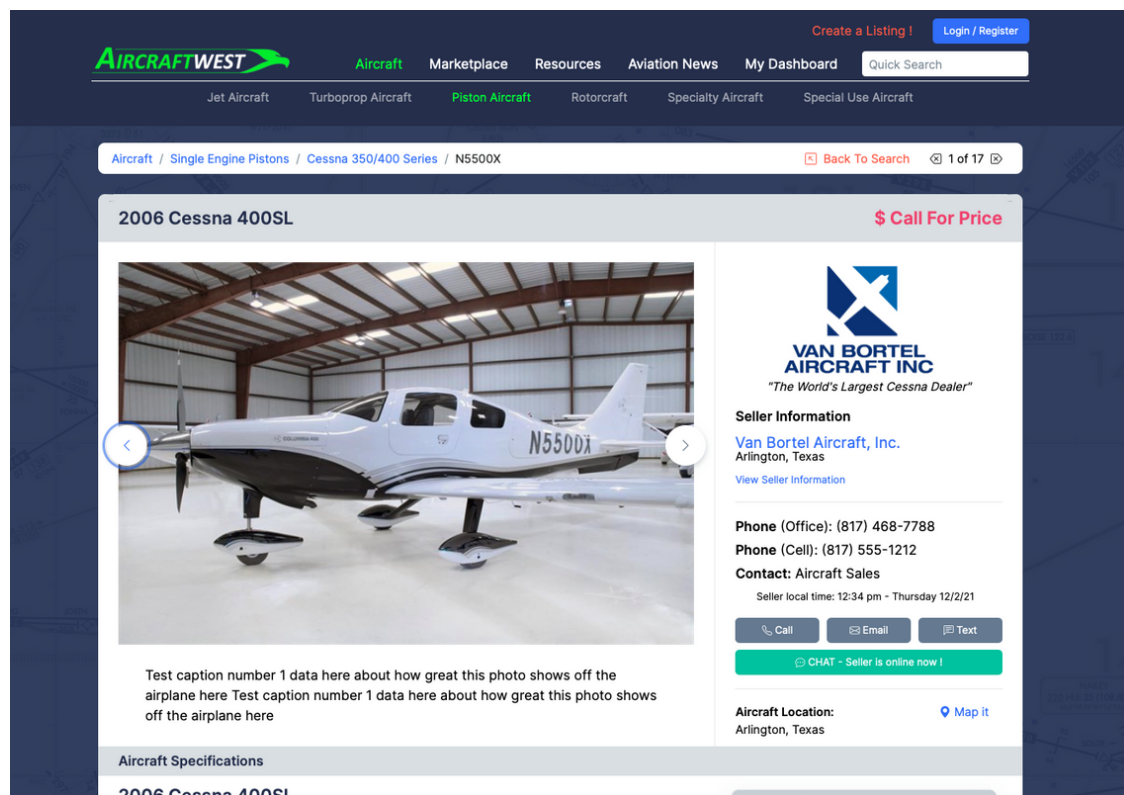 Create a Listing !
Login / Register
AIRCRAFTWEST
Aircraft Marketplace Resources Aviation News My Dashboard Quick Search
Jet Aircraft Turboprop Aircraft Piston Aircraft Rotorcraft Specialty Aircraft Special Use Aircraft
Aircraft / Single Engine Pistons / Cessna 350/400 Series / N5500X
Back To Search 1 of 17
2006 Cessna 400SL
$ Call For Price
COLUMBIA 400
N5500X
VAN BORTEL
AIRCRAFT INC
"The World's Largest Cessna Dealer"
Seller Information
Van Bortel Aircraft, Inc.
Arlington, Texas
View Seller Information
Phone (Office): (817) 468-7788
Phone (Cell): (817) 555-1212
Contact: Aircraft Sales
Seller local time: 12:34 pm - Thursday 12/2/21
Call
Email
Text
CHAT - Seller is online now !
Test caption number 1 data here about how great this photo shows off the
airplane here Test caption number 1 data here about how great this photo shows
off the airplane here
Aircraft Location:
Map it
Arlington, Texas
Aircraft Specifications
2006 Cessna 400SL